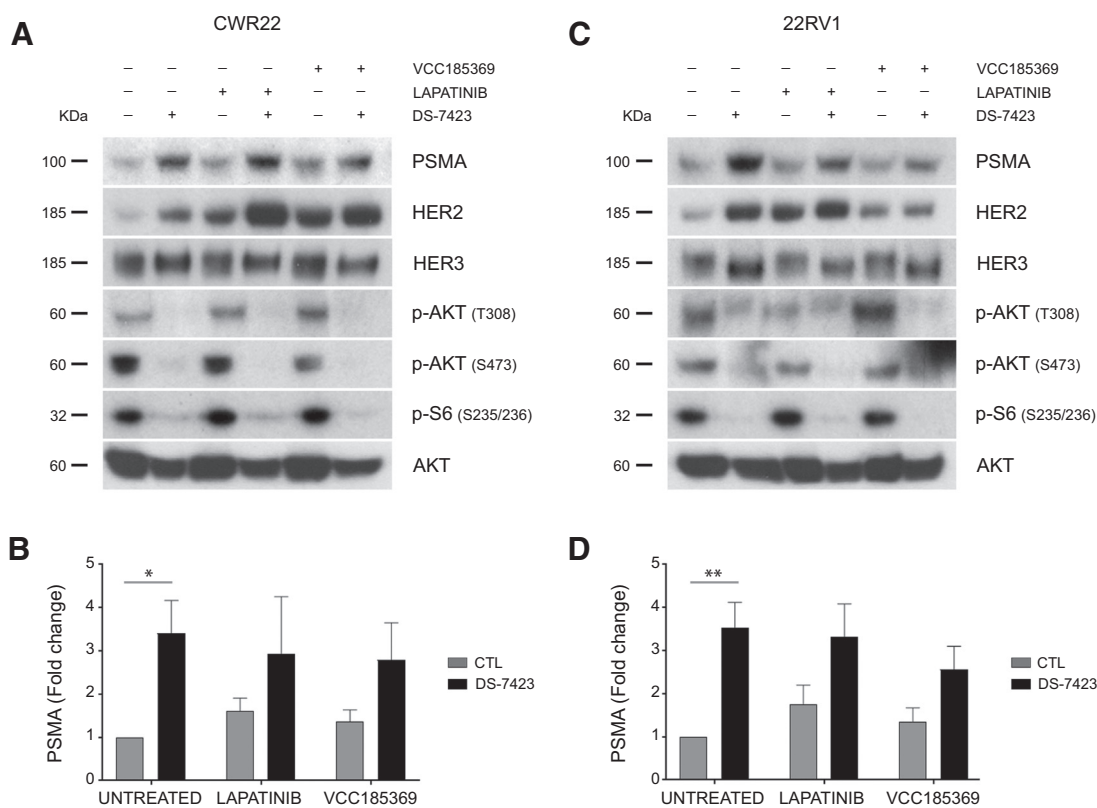 A
CWR22
– – – – + + VCC185369
– – + + – – LAPATINIB
KDa – + – + – + DS-7423
100 PSMA
185 HER2
185 HER3
60 p-AKT (T308)
60 p-AKT (S473)
32 p-S6 (S235/236)
60 AKT
B
PSMA (Fold change)
5
4
3
2
1
0
*
UNTREATED LAPATINIB VCC185369
CTL
DS-7423
C
22RV1
– – – – + + VCC185369
– – + + – – LAPATINIB
KDa – + – + – + DS-7423
100 PSMA
185 HER2
185 HER3
60 p-AKT (T308)
60 p-AKT (S473)
32 p-S6 (S235/236)
60 AKT
D
PSMA (Fold change)
5
4
3
2
1
0
**
UNTREATED LAPATINIB VCC185369
CTL
DS-7423